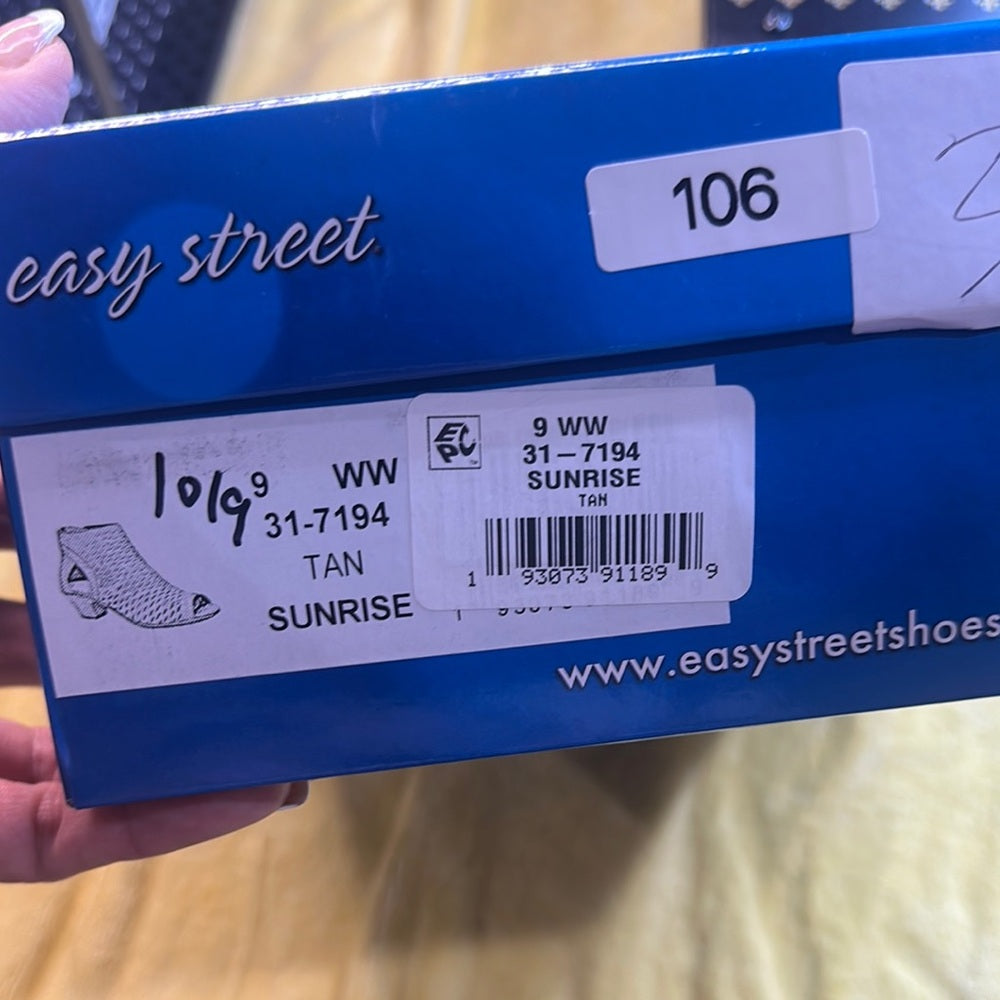 easy street
106
10/9
9 WW
31-7194
TAN
SUNRISE
EPC
9 WW
31-7194
SUNRISE
TAN
1 93073 91189 9
www.easystreetshoes